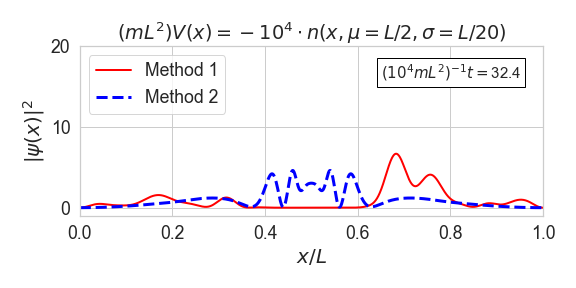 (mL²)V(x) = −10⁴ · n(x, μ = L/2, σ = L/20)
20
10
0
|ψ(x)|²
Method 1
Method 2
(10⁴mL²)⁻¹t = 32.4
0.0 0.2 0.4 0.6 0.8 1.0
x/L